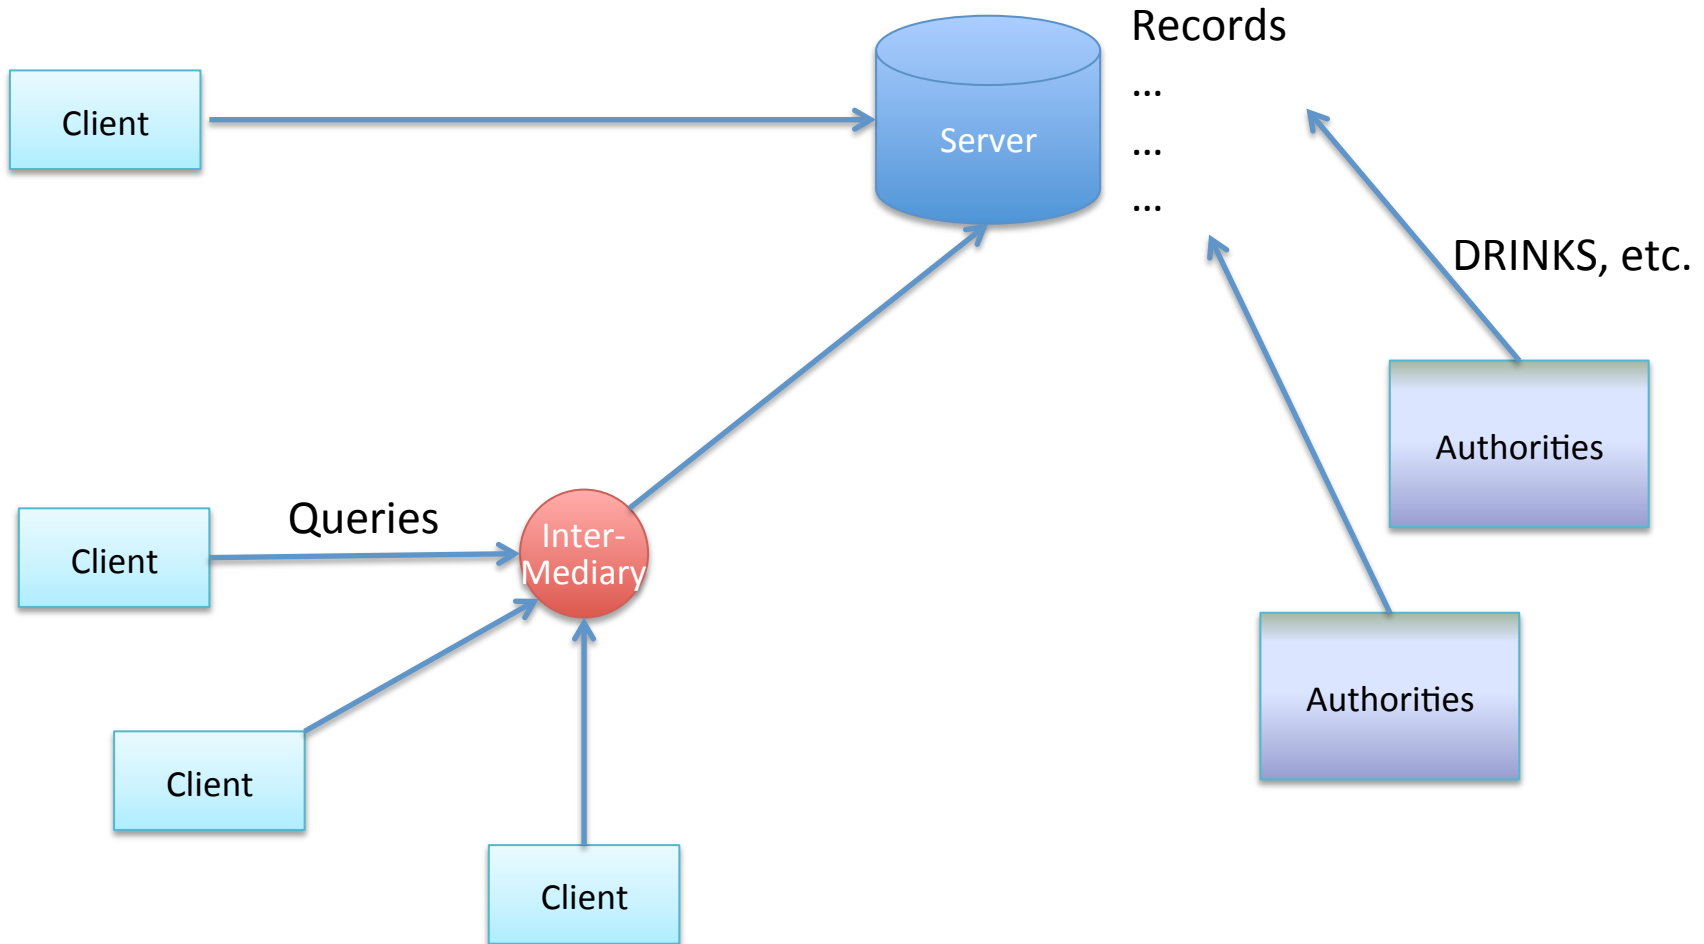 Records
...
...
...
Client
Server
DRINKS, etc.
Authorities
Queries
Client
Inter-
Mediary
Authorities
Client
Client